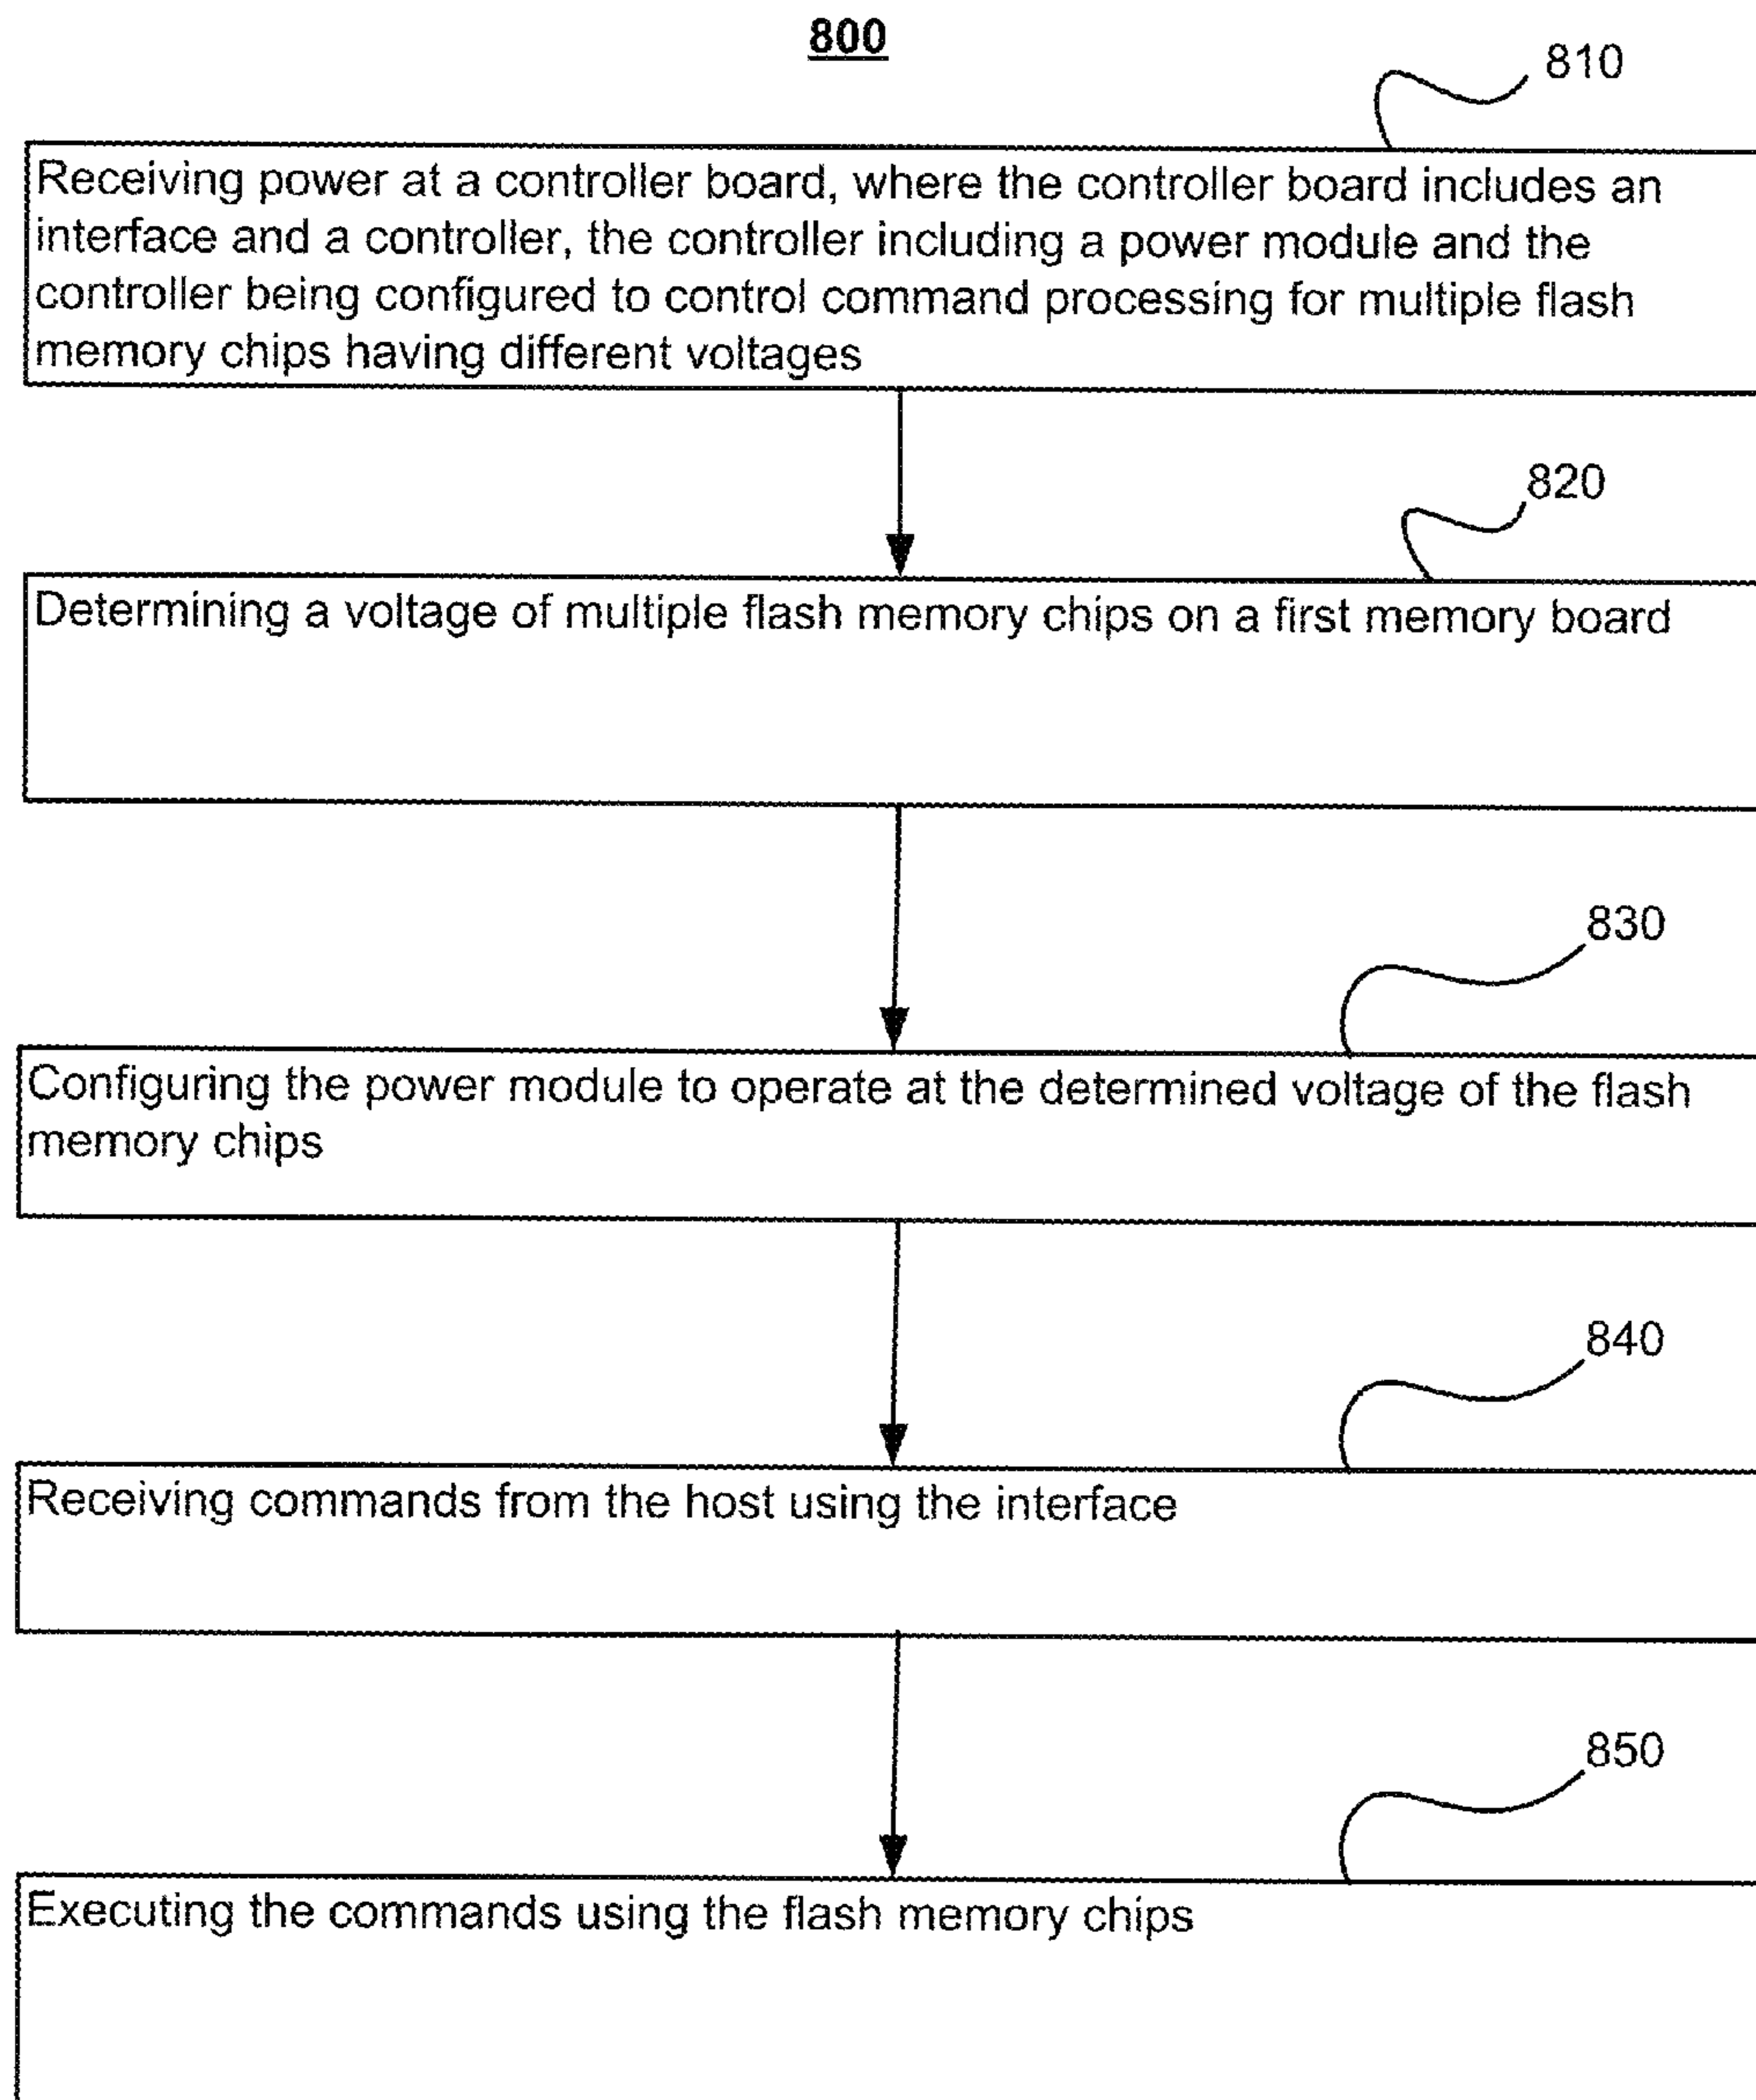 800
810
Receiving power at a controller board, where the controller board includes an
interface and a controller, the controller including a power module and the
controller being configured to control command processing for multiple flash
memory chips having different voltages
820
Determining a voltage of multiple flash memory chips on a first memory board
830
Configuring the power module to operate at the determined voltage of the flash
memory chips
840
Receiving commands from the host using the interface
850
Executing the commands using the flash memory chips